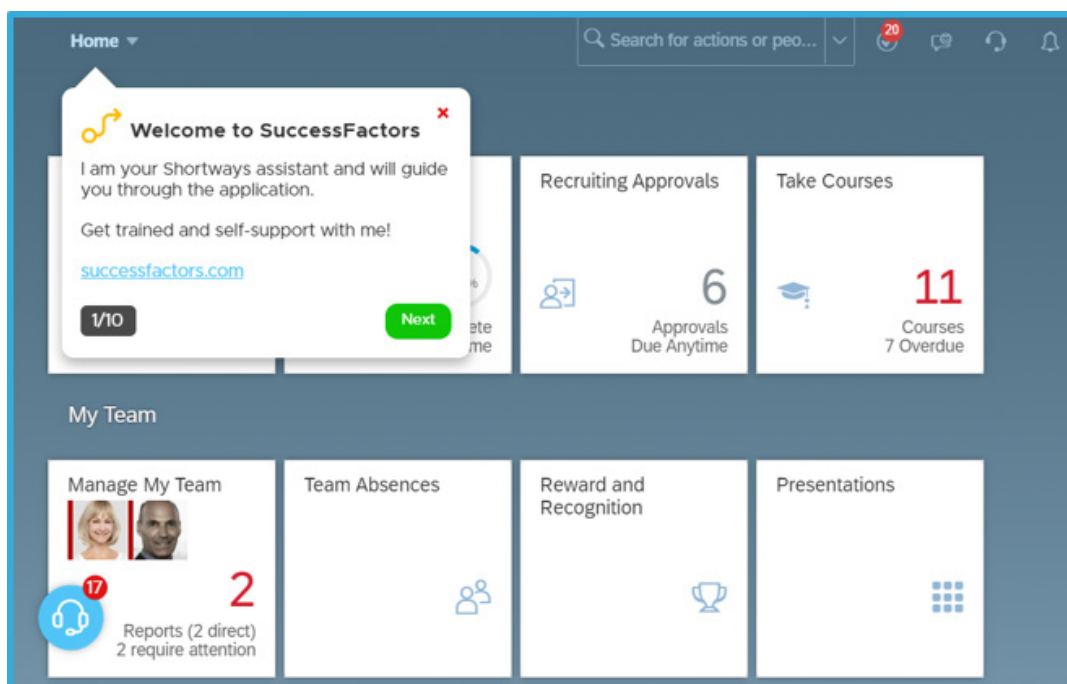 Home
Search for actions or peo...
20
Welcome to SuccessFactors
I am your Shortways assistant and will guide
you through the application.
Get trained and self-support with me!
successfactors.com
1/10
Next
%
ete
me
Recruiting Approvals
6
Approvals
Due Anytime
Take Courses
11
Courses
7 Overdue
My Team
Manage My Team
17
2
Reports (2 direct)
2 require attention
Team Absences
Reward and
Recognition
Presentations